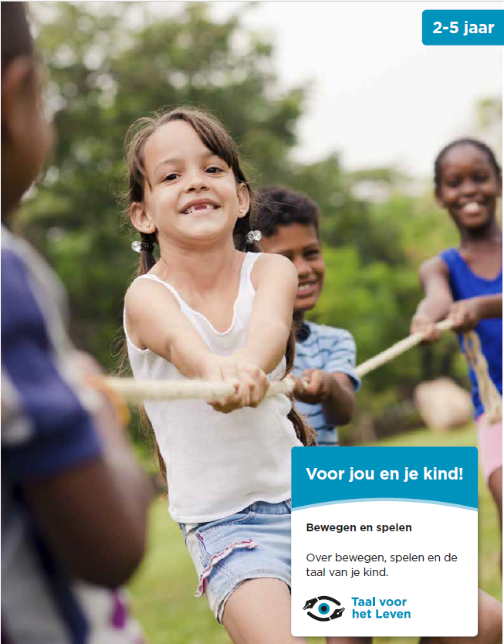 2-5 jaar
Voor jou en je kind!
Bewegen en spelen
Over bewegen, spelen en de
taal van je kind.
Taal voor
het Leven